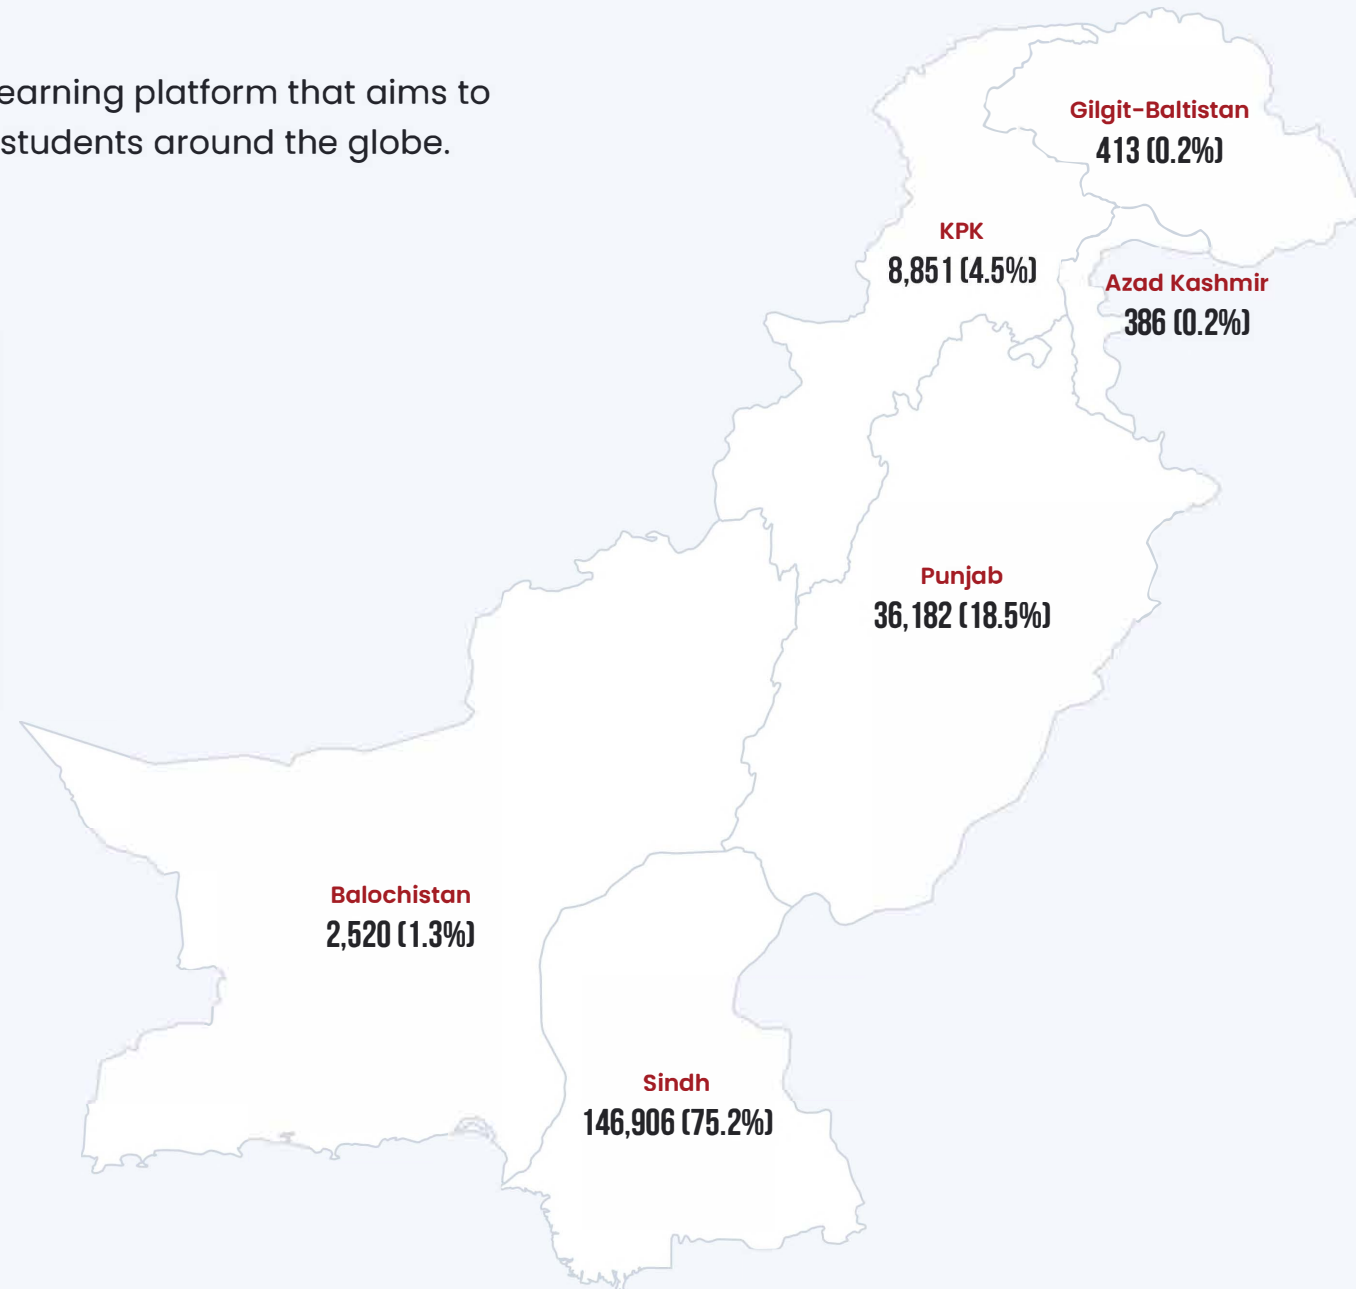 earning platform that aims to
students around the globe.
Gilgit-Baltistan
413 (0.2%)
KPK
8,851 (4.5%)
Azad Kashmir
386 (0.2%)
Punjab
36,182 (18.5%)
Balochistan
2,520 (1.3%)
Sindh
146,906 (75.2%)